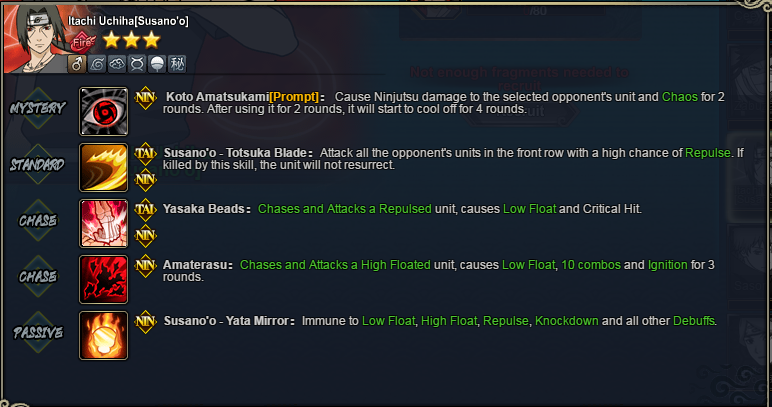 Itachi Uchiha[Susano'o]
Fire
秘
MYSTERY
NIN
Koto Amatsukami[Prompt]： Cause Ninjutsu damage to the selected opponent's unit and Chaos for 2
rounds. After using it for 2 rounds, it will start to cool off for 4 rounds.
STANDARD
TAI
NIN
Susano'o - Totsuka Blade：Attack all the opponent's units in the front row with a high chance of Repulse. If
killed by this skill, the unit will not resurrect.
CHASE
TAI
NIN
Yasaka Beads：Chases and Attacks a Repulsed unit, causes Low Float and Critical Hit.
CHASE
NIN
Amaterasu：Chases and Attacks a High Floated unit, causes Low Float, 10 combos and Ignition for 3
rounds.
PASSIVE
NIN
Susano'o - Yata Mirror：Immune to Low Float, High Float, Repulse, Knockdown and all other Debuffs.
/80
Not enough fragments needed to
recruit